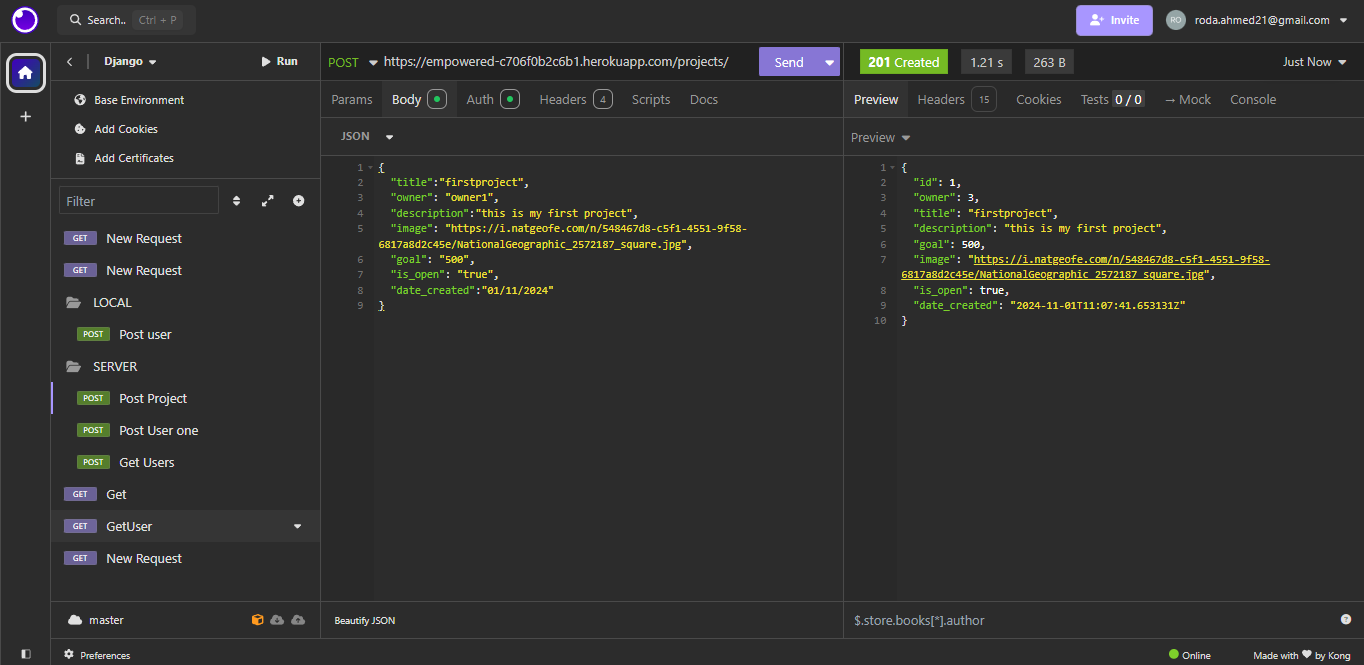 Search.. Ctrl + P
Invite
RO roda.ahmed21@gmail.com
Django
Run
POST https://empowered-c706f0b2c6b1.herokuapp.com/projects/
Send
201 Created 1.21 s 263 B
Just Now
Base Environment
Add Cookies
Add Certificates
Filter
GET New Request
GET New Request
LOCAL
POST Post user
SERVER
POST Post Project
POST Post User one
POST Get Users
GET Get
GET GetUser
GET New Request
master
Preferences
Params Body Auth Headers 4 Scripts Docs
JSON
1 {
2 "title":"firstproject",
3 "owner": "owner1",
4 "description":"this is my first project",
5 "image": "https://i.natgeofe.com/n/548467d8-c5f1-4551-9f58-
6817a8d2c45e/NationalGeographic_2572187_square.jpg",
6 "goal": "500",
7 "is_open": "true",
8 "date_created":"01/11/2024"
9 }
Beautify JSON
Preview Headers 15 Cookies Tests 0 / 0 → Mock Console
Preview
1 {
2 "id": 1,
3 "owner": 3,
4 "title": "firstproject",
5 "description": "this is my first project",
6 "goal": 500,
7 "image": "https://i.natgeofe.com/n/548467d8-c5f1-4551-9f58-
6817a8d2c45e/NationalGeographic_2572187_square.jpg",
8 "is_open": true,
9 "date_created": "2024-11-01T11:07:41.653131Z"
10 }
$.store.books[*].author
Online
Made with ❤ by Kong